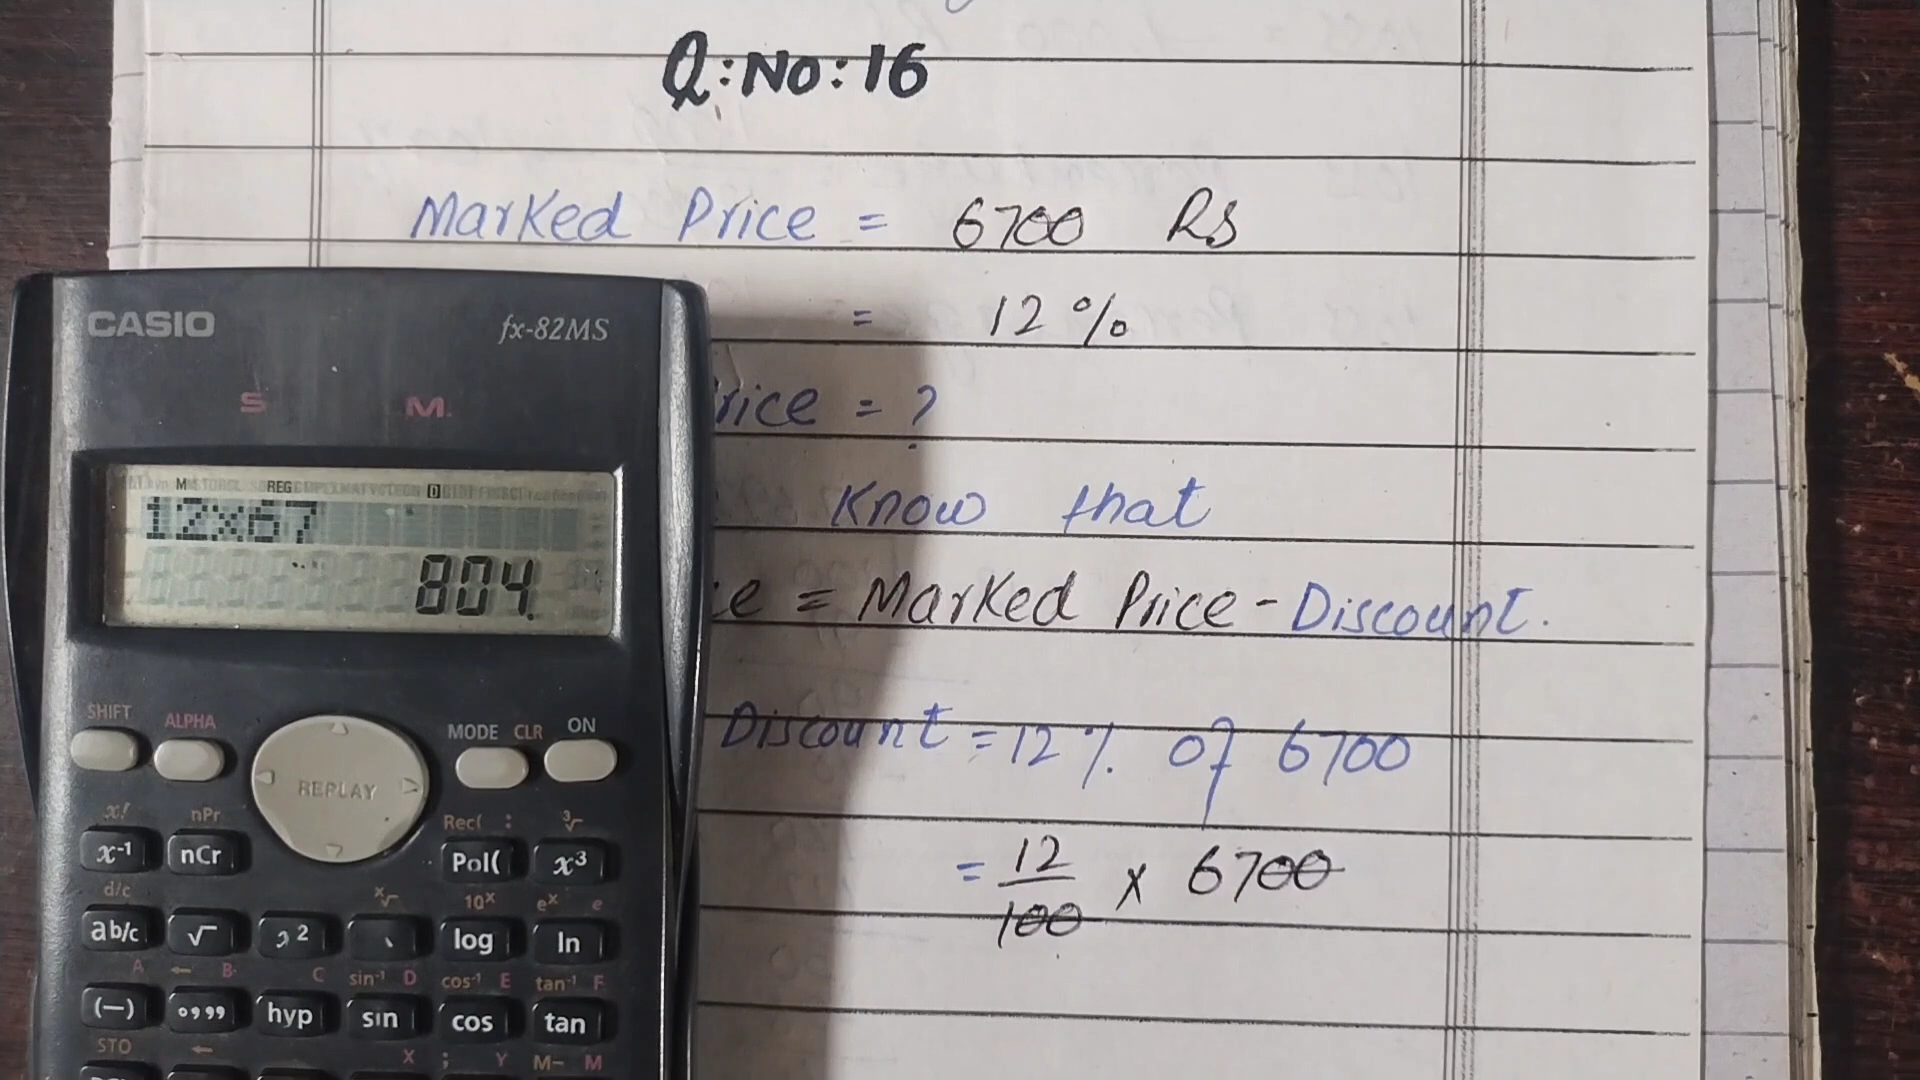 Q:No:16
Marked Price = 6700 Rs
= 12%
rice = ?
Know that
ce = Marked Price - Discount.
Discount = 12% of 6700
= 12/100 x 6700
CASIO fx-82MS
S M.
REG D
12x67
804.
SHIFT ALPHA MODE CLR ON
REPLAY
x! nPr Rec( : ³√
x⁻¹ nCr Pol( x³
d/c ˣ√ 10ˣ eˣ e
ab/c √ x² log ln
A ← B C sin⁻¹ D cos⁻¹ E tan⁻¹ F
(−) °,,, hyp sin cos tan
STO ← X ; Y M− M